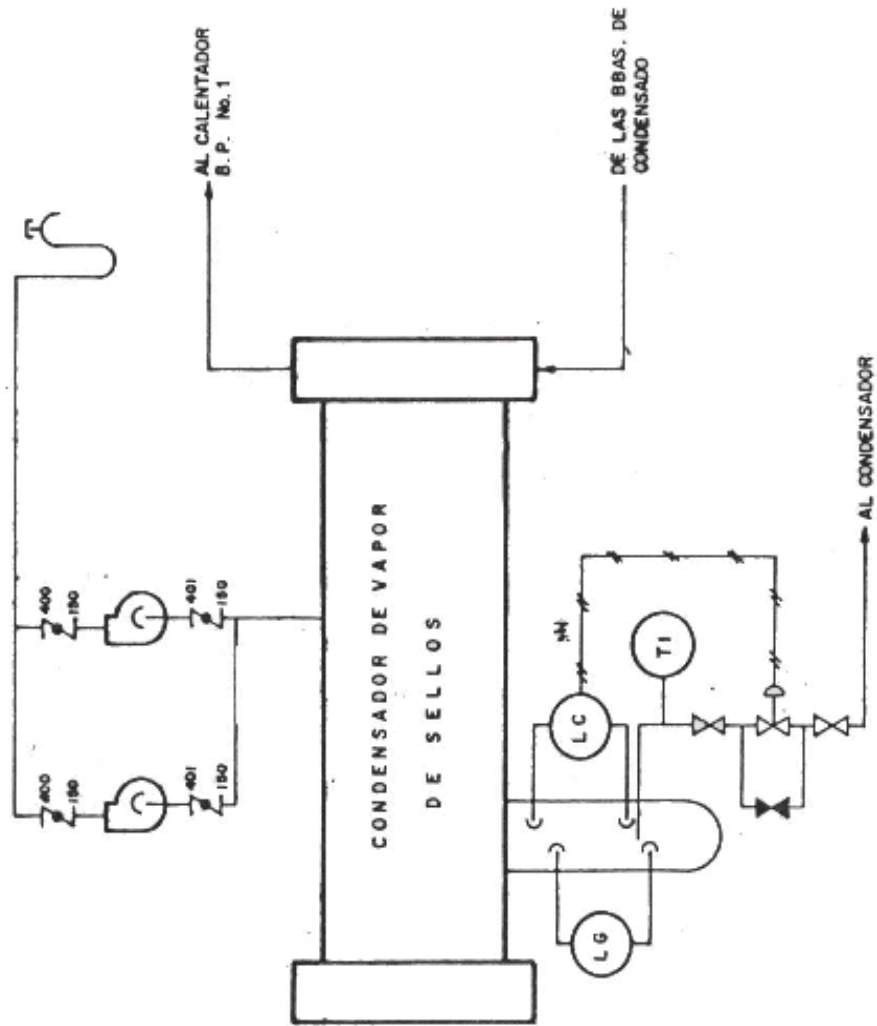 AL CALENTADOR
B.P. No. 1
DE LAS BBAS. DE
CONDENSADO
400
150
401
150
400
150
401
150
CONDENSADOR DE VAPOR
DE SELLOS
LC
TI
LG
AL CONDENSADOR